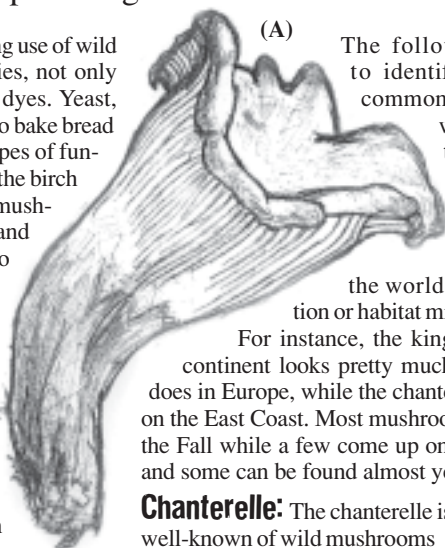 ng use of wild
ies, not only
dyes. Yeast,
o bake bread
pes of fun-
the birch
mush-
and
o
(A)
The follo
to identif
common
w
the world
tion or habitat m
For instance, the king
continent looks pretty much
does in Europe, while the chante
on the East Coast. Most mushroo
the Fall while a few come up on
and some can be found almost y
Chanterelle: The chanterelle is
well-known of wild mushrooms